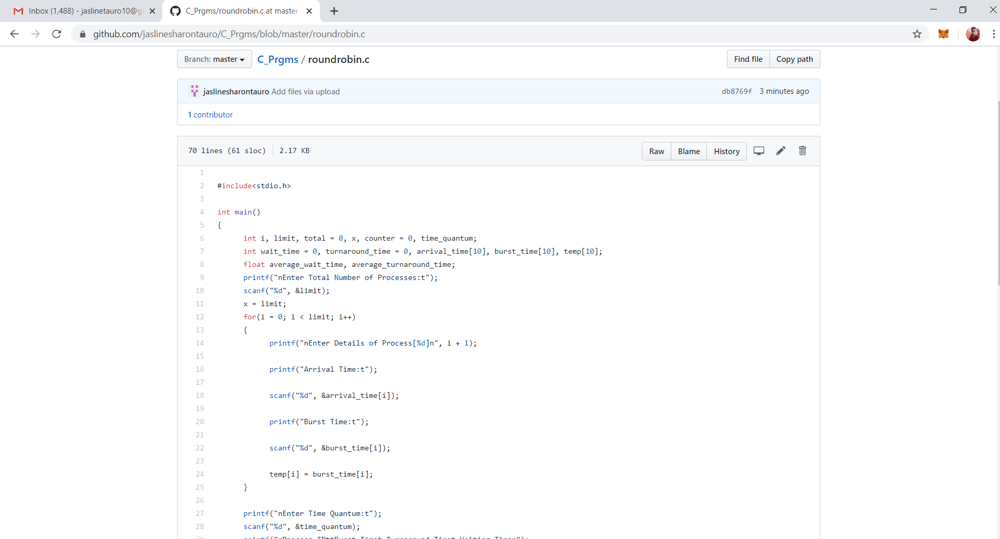 Inbox (1,488) - jaslinetauro10@g
C_Prgms/roundrobin.c at master
github.com/jaslinesharontauro/C_Prgms/blob/master/roundrobin.c
Branch: master C_Prgms / roundrobin.c Find file Copy path
jaslinesharontauro Add files via upload db8769f 3 minutes ago
1 contributor
70 lines (61 sloc) 2.17 KB Raw Blame History
1
2 #include<stdio.h>
3
4 int main()
5 {
6 int i, limit, total = 0, x, counter = 0, time_quantum;
7 int wait_time = 0, turnaround_time = 0, arrival_time[10], burst_time[10], temp[10];
8 float average_wait_time, average_turnaround_time;
9 printf("nEnter Total Number of Processes:t");
10 scanf("%d", &limit);
11 x = limit;
12 for(i = 0; i < limit; i++)
13 {
14 printf("nEnter Details of Process[%d]n", i + 1);
15
16 printf("Arrival Time:t");
17
18 scanf("%d", &arrival_time[i]);
19
20 printf("Burst Time:t");
21
22 scanf("%d", &burst_time[i]);
23
24 temp[i] = burst_time[i];
25 }
26
27 printf("nEnter Time Quantum:t");
28 scanf("%d", &time_quantum);